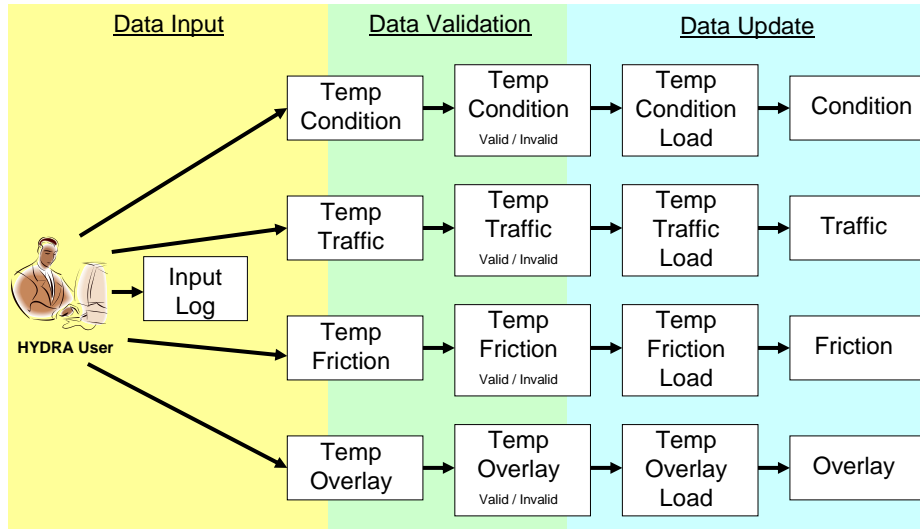 Data Input
Data Validation
Data Update
Temp
Condition
Temp
Condition
Valid / Invalid
Temp
Condition
Load
Condition
Temp
Traffic
Temp
Traffic
Valid / Invalid
Temp
Traffic
Load
Traffic
HYDRA User
Input
Log
Temp
Friction
Temp
Friction
Valid / Invalid
Temp
Friction
Load
Friction
Temp
Overlay
Temp
Overlay
Valid / Invalid
Temp
Overlay
Load
Overlay